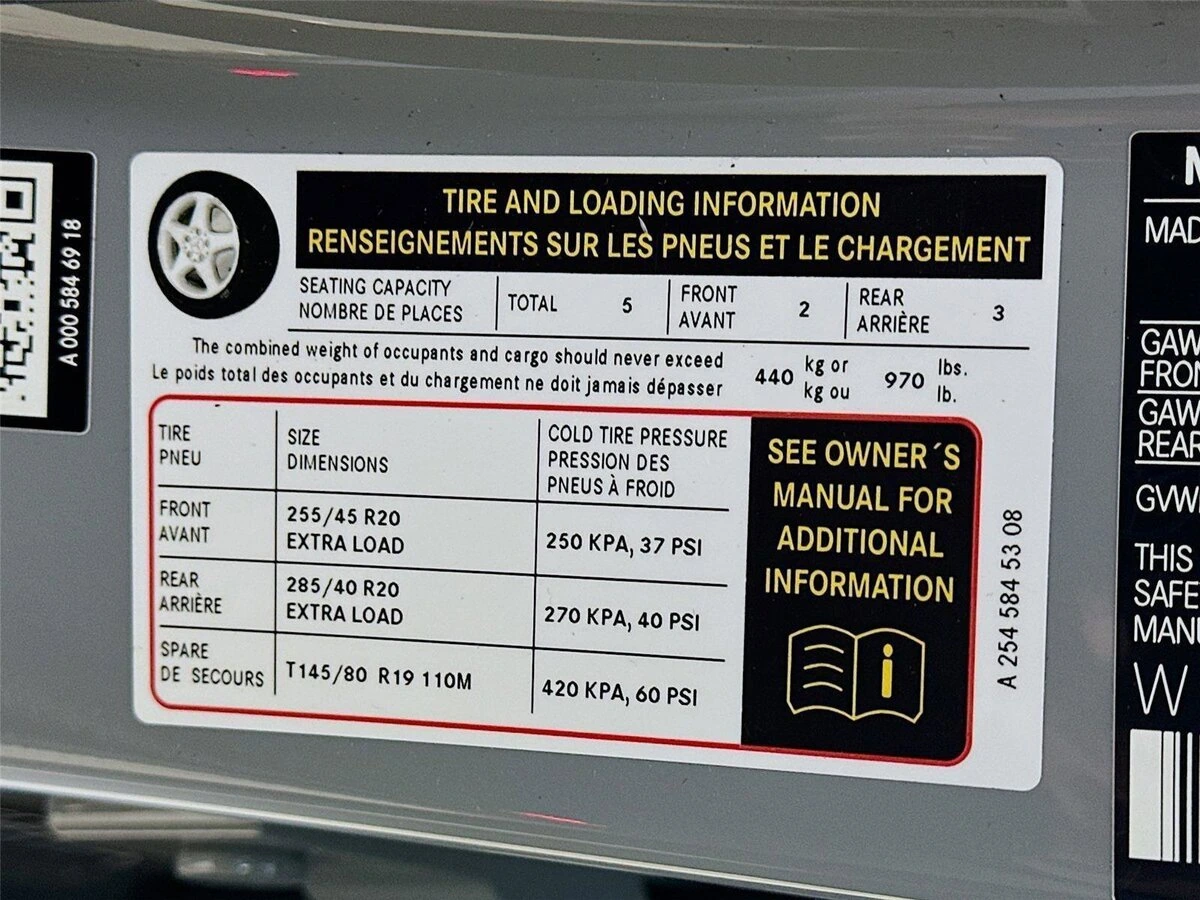 A 000 584 69 18
TIRE AND LOADING INFORMATION
RENSEIGNEMENTS SUR LES PNEUS ET LE CHARGEMENT
SEATING CAPACITY
NOMBRE DE PLACES
TOTAL 5
FRONT
AVANT
2
REAR
ARRIÈRE
3
The combined weight of occupants and cargo should never exceed
Le poids total des occupants et du chargement ne doit jamais dépasser
440 kg or
kg ou
970 lbs.
lb.
TIRE
PNEU
SIZE
DIMENSIONS
COLD TIRE PRESSURE
PRESSION DES
PNEUS À FROID
FRONT
AVANT
255/45 R20
EXTRA LOAD
250 KPA, 37 PSI
REAR
ARRIÈRE
285/40 R20
EXTRA LOAD
270 KPA, 40 PSI
SPARE
DE SECOURS
T145/80 R19 110M
420 KPA, 60 PSI
SEE OWNER´S
MANUAL FOR
ADDITIONAL
INFORMATION
i
A 254 584 53 08
MAD
GAW
FRON
GAW
REAR
GVW
THIS
SAFE
MANU
W